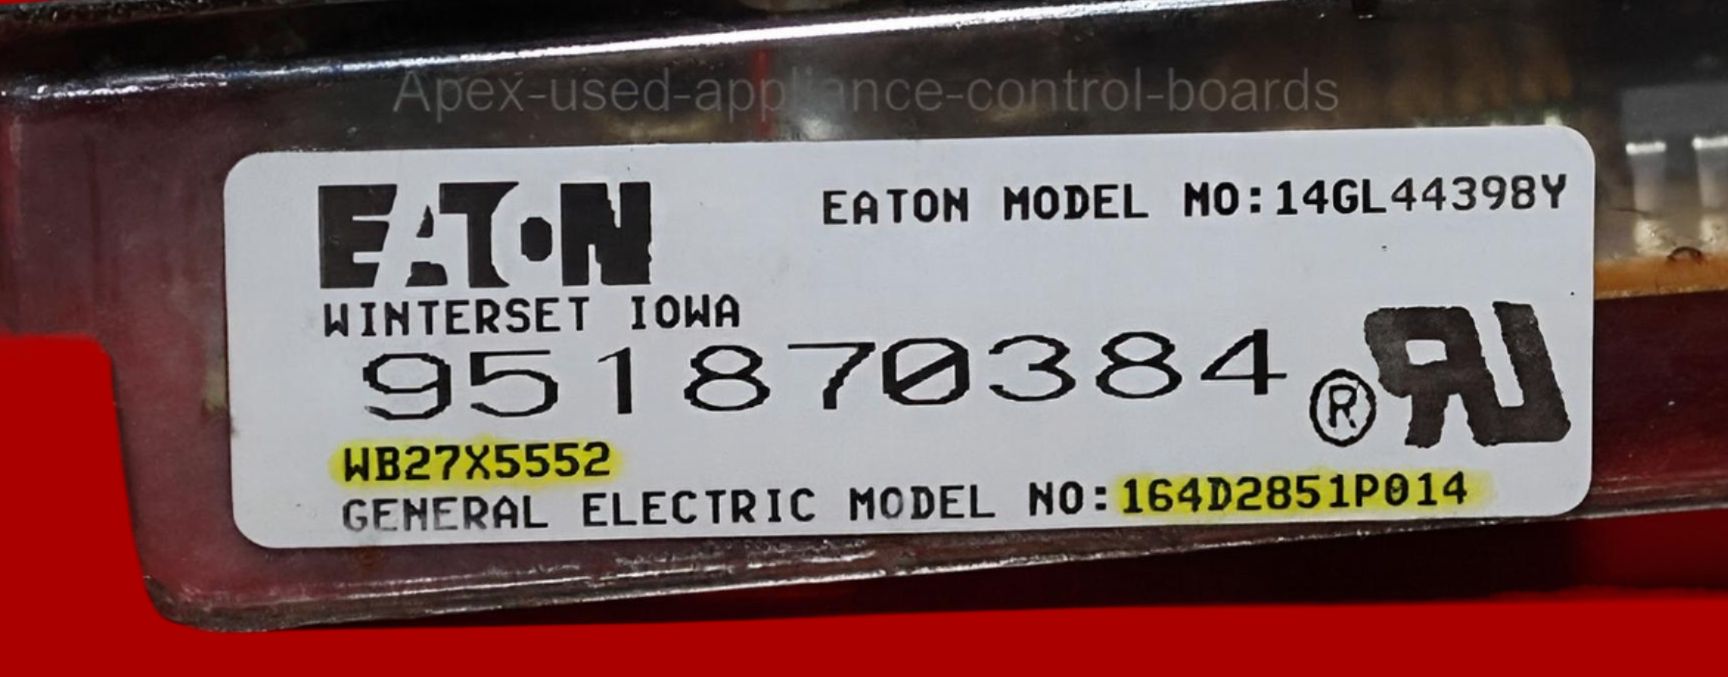 Apex-used-appliance-control-boards
EATON
EATON MODEL NO:14GL44398Y
WINTERSET IOWA
951870384
® RU
WB27X5552
GENERAL ELECTRIC MODEL NO:164D2851P014